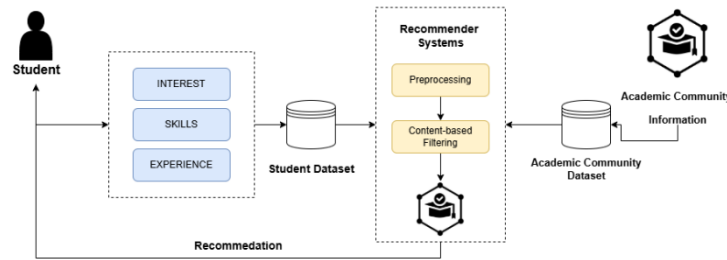 Student
INTEREST
SKILLS
EXPERIENCE
Student Dataset
Recommender
Systems
Preprocessing
Content-based
Filtering
Academic Community
Information
Academic Community
Dataset
Recommedation